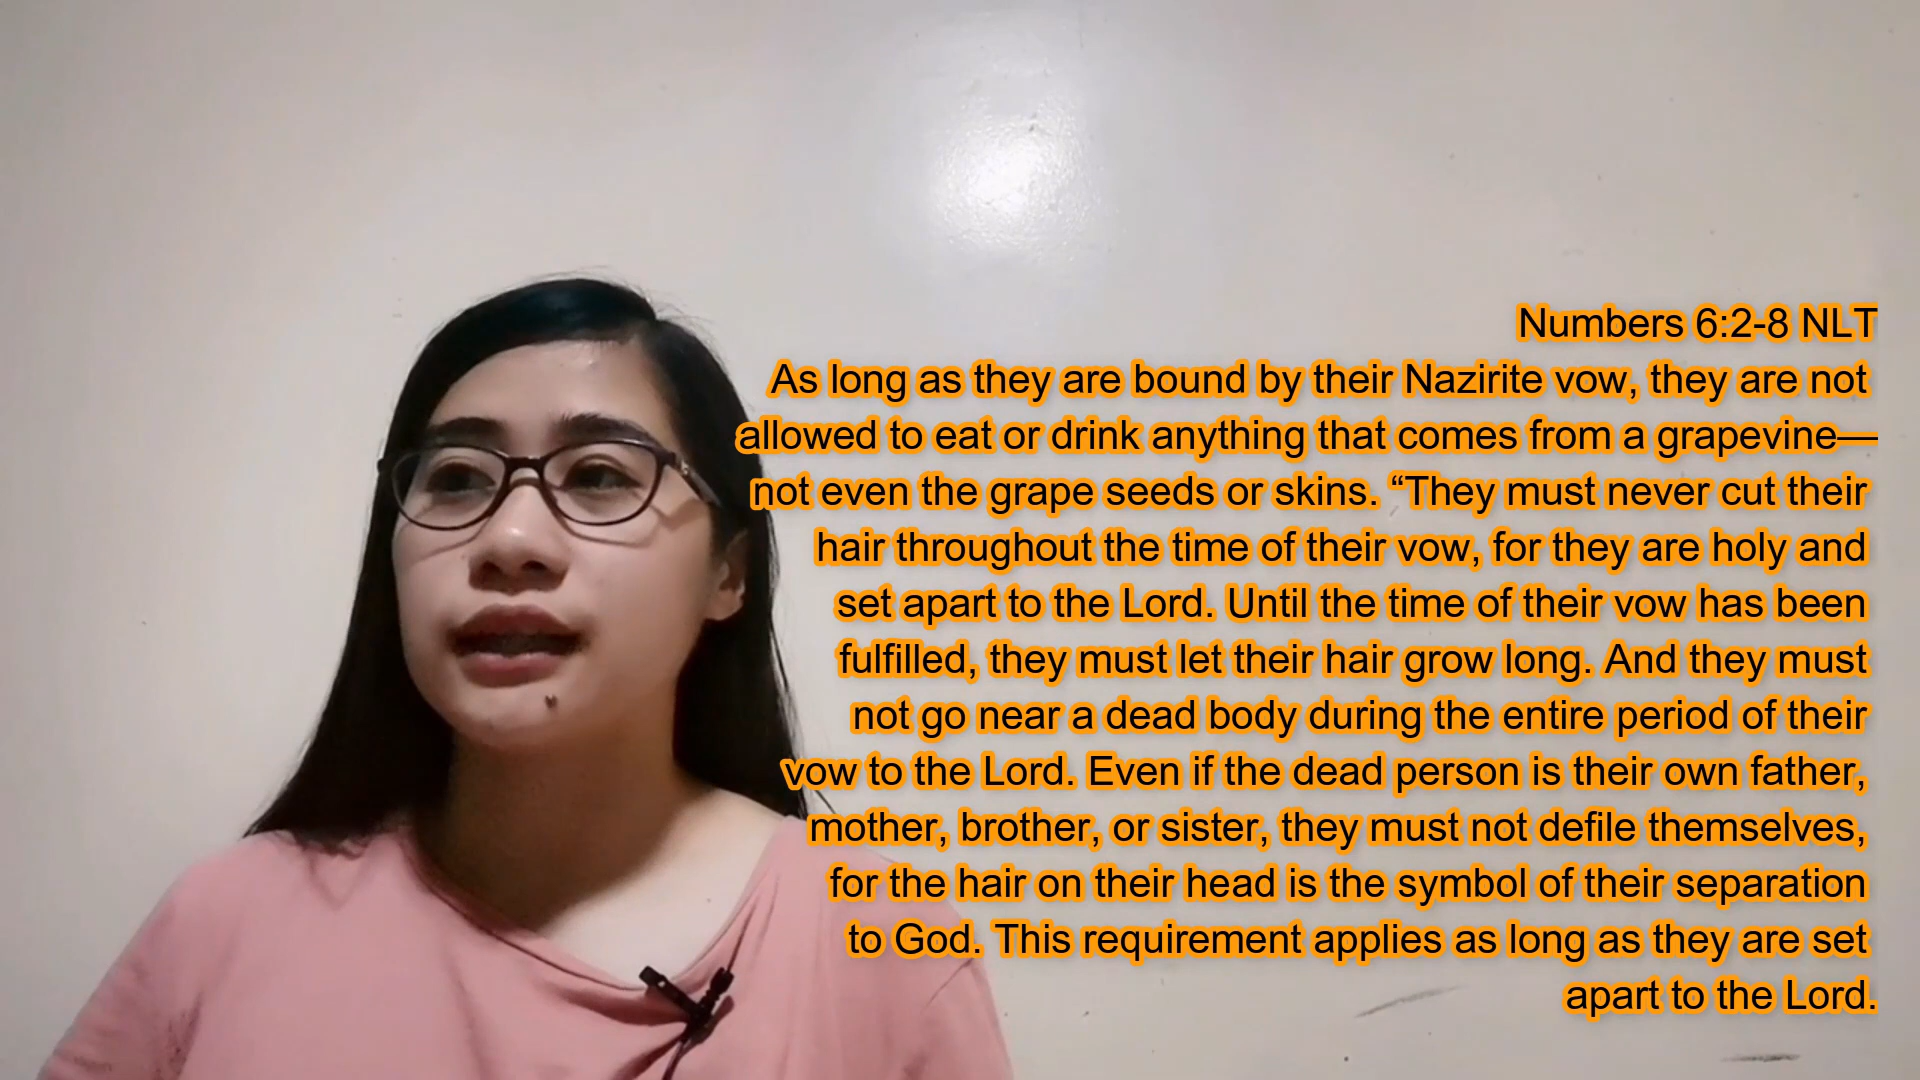 Numbers 6:2-8 NLT
As long as they are bound by their Nazirite vow, they are not
allowed to eat or drink anything that comes from a grapevine—
not even the grape seeds or skins. “They must never cut their
hair throughout the time of their vow, for they are holy and
set apart to the Lord. Until the time of their vow has been
fulfilled, they must let their hair grow long. And they must
not go near a dead body during the entire period of their
vow to the Lord. Even if the dead person is their own father,
mother, brother, or sister, they must not defile themselves,
for the hair on their head is the symbol of their separation
to God. This requirement applies as long as they are set
apart to the Lord.